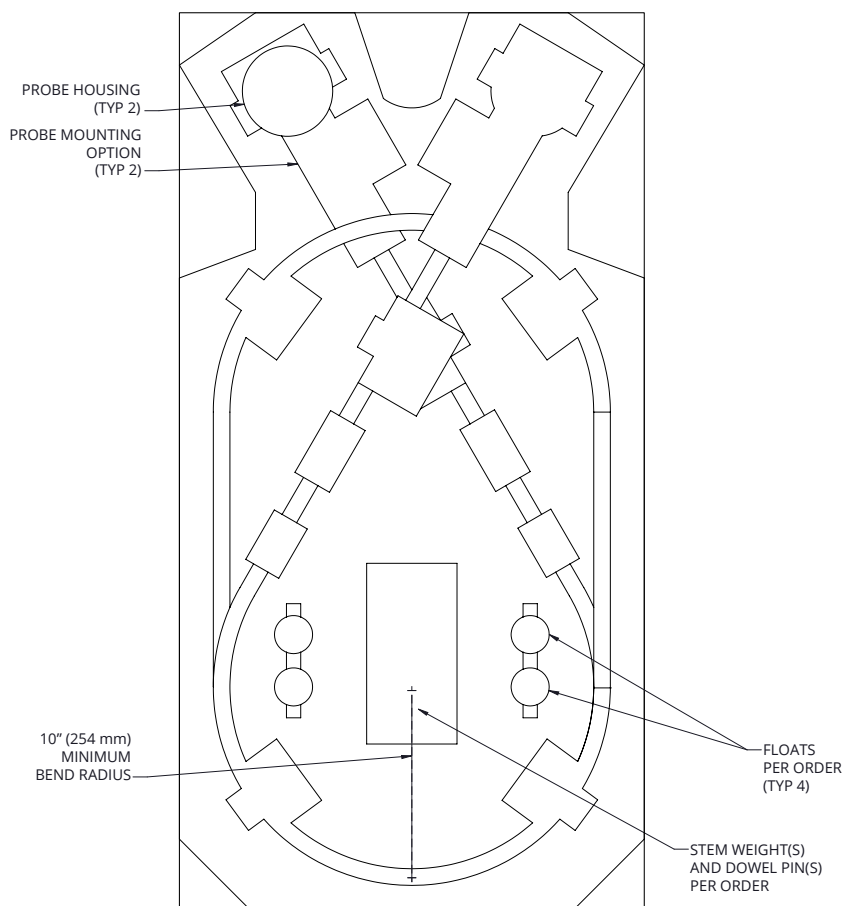 PROBE HOUSING
(TYP 2)
PROBE MOUNTING
OPTION
(TYP 2)
10” (254 mm)
MINIMUM
BEND RADIUS
FLOATS
PER ORDER
(TYP 4)
STEM WEIGHT(S)
AND DOWEL PIN(S)
PER ORDER